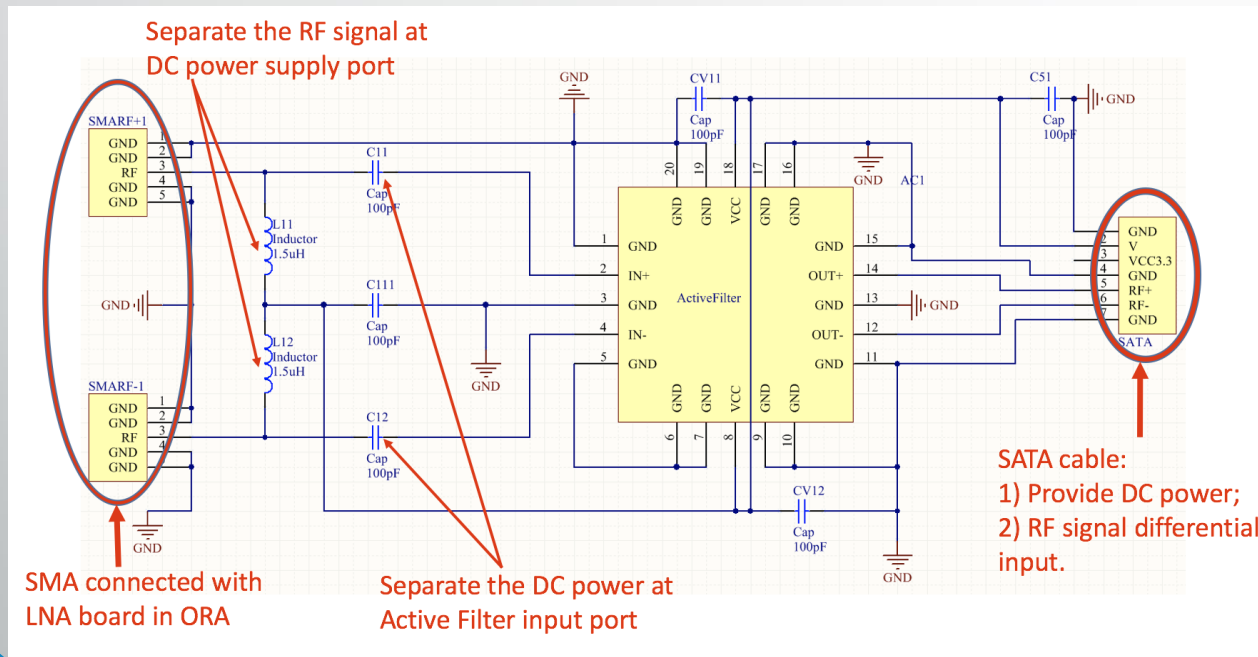 Separate the RF signal at
DC power supply port
GND
CV11
Cap
100pF
C51
Cap
100pF
GND
SMARF+1
GND 1
GND 2
RF 3
GND 4
GND 5
C11
Cap
100pF
20 19 18 17 16
GND GND VCC GND GND
GND
AC1
L11
Inductor
1.5uH
1 GND
2 IN+
3 GND
4 IN-
5 GND
ActiveFilter
GND 15
OUT+ 14
GND 13
OUT- 12
GND 11
GND
GND
2 V
3 VCC3.3
4 GND
5 RF+
6 RF-
7 GND
SATA
GND
C111
Cap
100pF
GND
L12
Inductor
1.5uH
SMARF-1
GND 1
GND 2
RF 3
GND 4
GND
C12
Cap
100pF
GND GND VCC GND GND
6 7 8 9 10
CV12
Cap
100pF
GND
GND
SATA cable:
1) Provide DC power;
2) RF signal differential
input.
SMA connected with
LNA board in ORA
Separate the DC power at
Active Filter input port